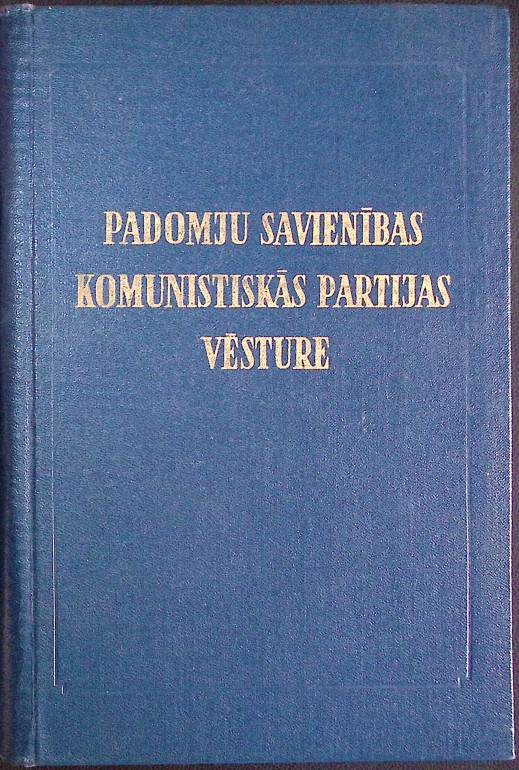 PADOMJU SAVIENĪBAS
KOMUNISTISKĀS PARTIJAS
VĒSTURE